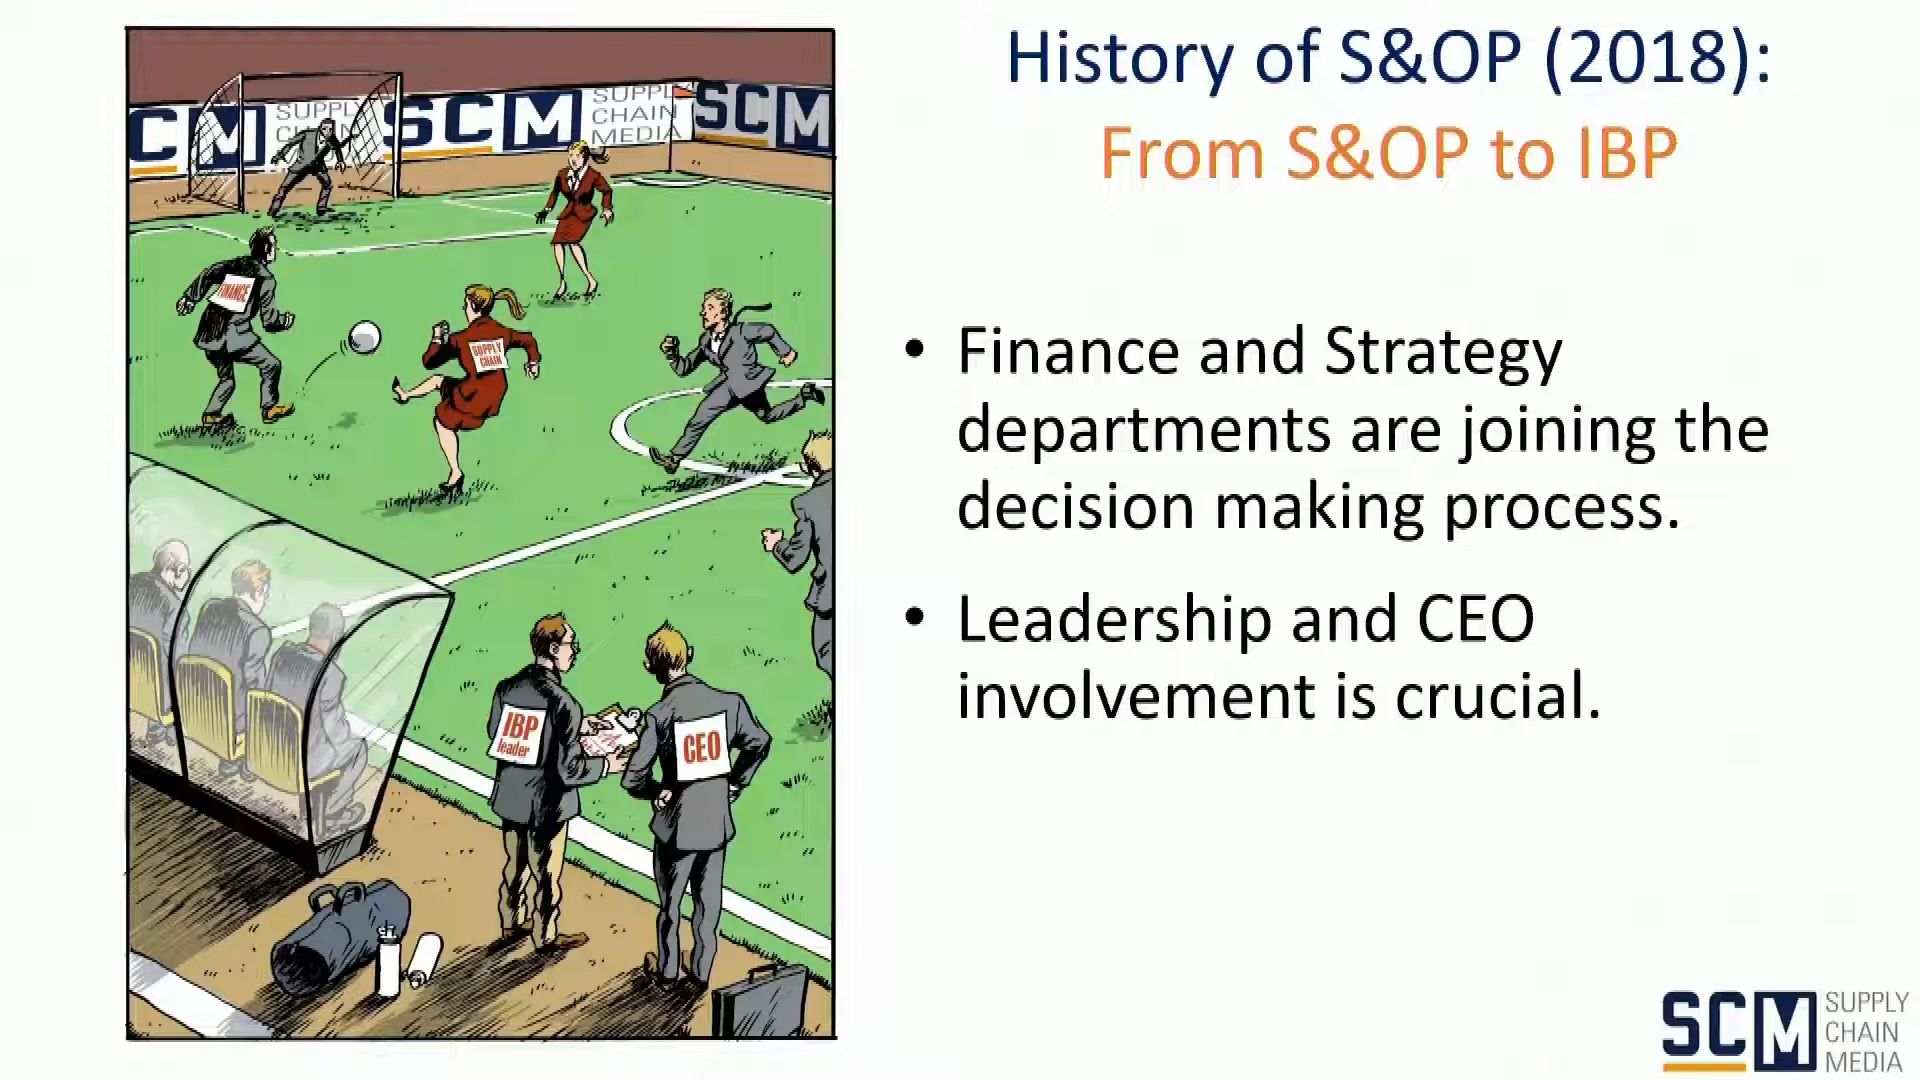 History of S&OP (2018):
From S&OP to IBP
• Finance and Strategy
departments are joining the
decision making process.
• Leadership and CEO
involvement is crucial.
C M SUPPLY
CHAIN
SCM SUPPLY
CHAIN
MEDIA
SCM
FINANCE
SUPPLY
CHAIN
IBP
leader
CEO
SCM SUPPLY
CHAIN
MEDIA